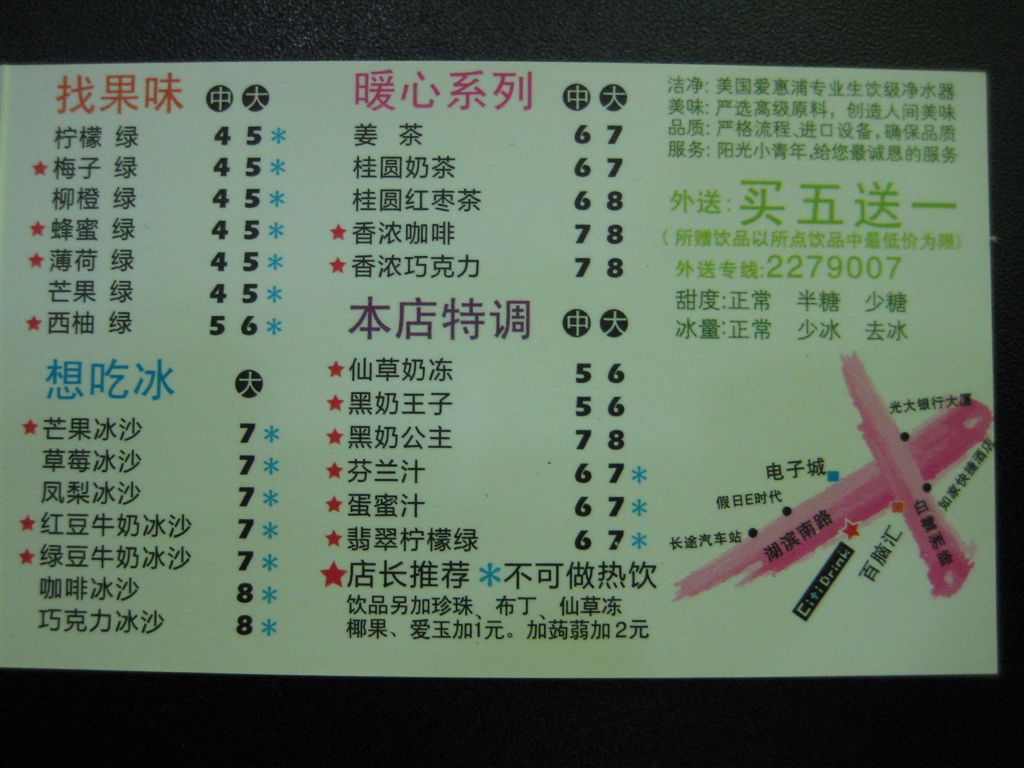 找果味 中 大
柠檬 绿 4 5*
★梅子 绿 4 5*
柳橙 绿 4 5*
★蜂蜜 绿 4 5*
★薄荷 绿 4 5*
芒果 绿 4 5*
★西柚 绿 5 6*
想吃冰 大
★芒果冰沙 7*
草莓冰沙 7*
凤梨冰沙 7*
★红豆牛奶冰沙 7*
★绿豆牛奶冰沙 7*
咖啡冰沙 8*
巧克力冰沙 8*
暖心系列 中 大
姜 茶 6 7
桂圆奶茶 6 7
桂圆红枣茶 6 8
★香浓咖啡 7 8
★香浓巧克力 7 8
本店特调 中 大
★仙草奶冻 5 6
★黑奶王子 5 6
★黑奶公主 7 8
★芬兰汁 6 7*
★蛋蜜汁 6 7*
★翡翠柠檬绿 6 7*
★店长推荐 *不可做热饮
饮品另加珍珠、布丁、仙草冻
椰果、爱玉加1元。加蒟蒻加2元
洁净: 美国爱惠浦专业生饮级净水器
美味: 严选高级原料，创造人间美味
品质: 严格流程、进口设备,确保品质
服务: 阳光小青年,给您最诚恳的服务
外送: 买五送一
(所赠饮品以所点饮品中最低价为限)
外送专线:2279007
甜度:正常 半糖 少糖
冰量:正常 少冰 去冰
光大银行大厦
电子城
如家快捷酒店
假日E时代
长途汽车站
湖滨南路
百脑汇
CitiDrink